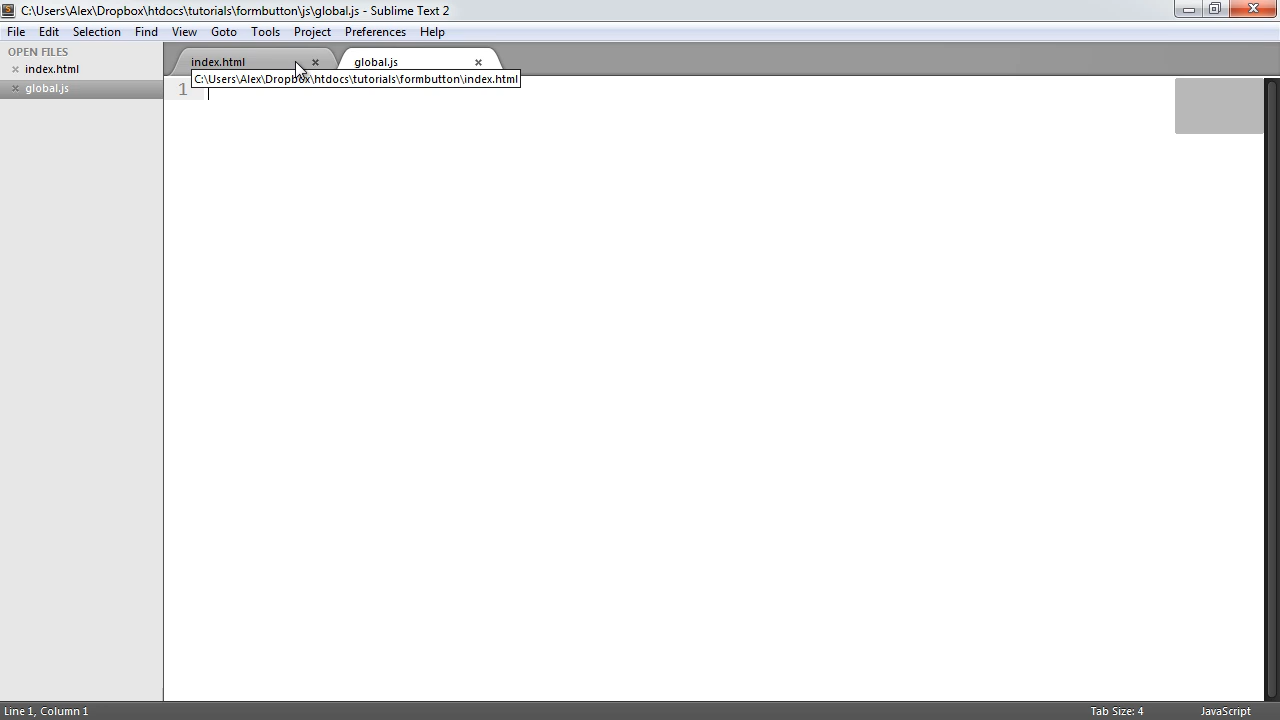 C:\Users\Alex\Dropbox\htdocs\tutorials\formbutton\js\global.js - Sublime Text 2
File Edit Selection Find View Goto Tools Project Preferences Help
OPEN FILES
index.html
global.js
index.html global.js
C:\Users\Alex\Dropbox\htdocs\tutorials\formbutton\index.html
1
Line 1, Column 1 Tab Size: 4 JavaScript